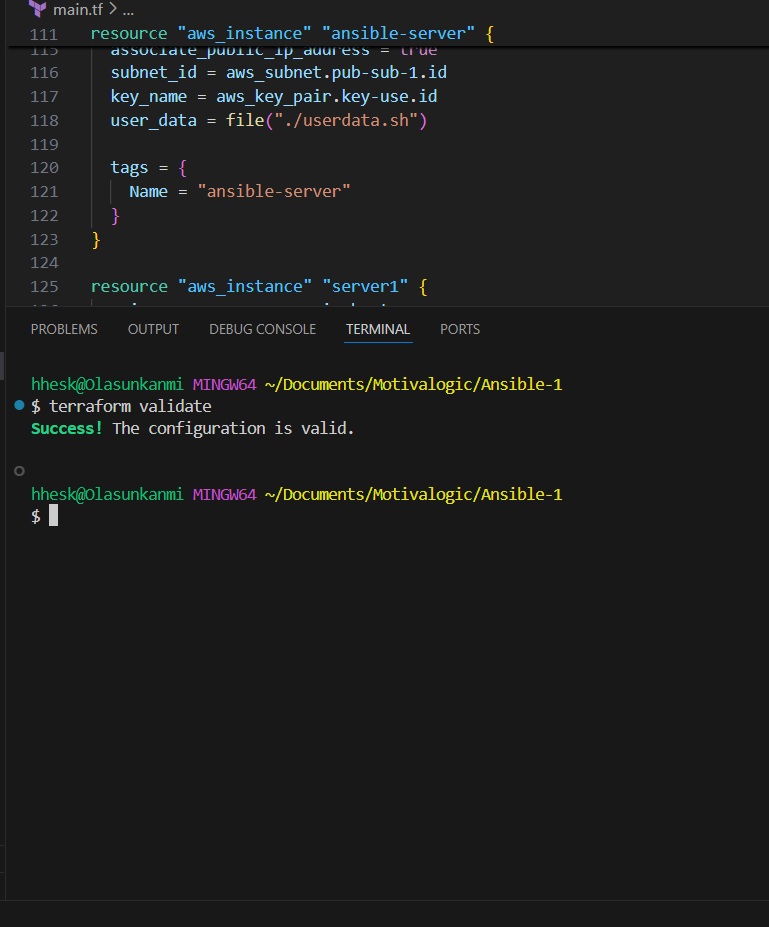 main.tf > ...
111 resource "aws_instance" "ansible-server" {
115 associate_public_ip_address = true
116 subnet_id = aws_subnet.pub-sub-1.id
117 key_name = aws_key_pair.key-use.id
118 user_data = file("./userdata.sh")
119
120 tags = {
121 Name = "ansible-server"
122 }
123 }
124
125 resource "aws_instance" "server1" {
PROBLEMS OUTPUT DEBUG CONSOLE TERMINAL PORTS
hhesk@Olasunkanmi MINGW64 ~/Documents/Motivalogic/Ansible-1
$ terraform validate
Success! The configuration is valid.
hhesk@Olasunkanmi MINGW64 ~/Documents/Motivalogic/Ansible-1
$